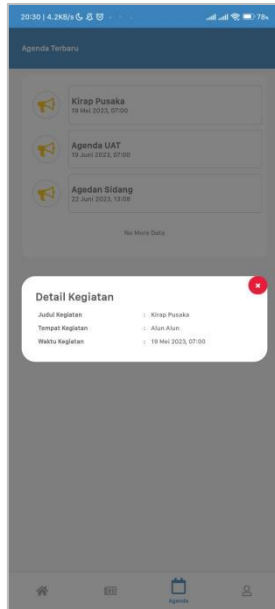 20:30 | 4.2KB/s
78%
Agenda Terbaru
Kirap Pusaka
19 Mei 2023, 07:00
Agenda UAT
19 Juni 2023, 07:00
Agedan Sidang
22 Juni 2023, 13:06
No More Data
Detail Kegiatan
Judul Kegiatan : Kirap Pusaka
Tempat Kegiatan : Alun Alun
Waktu Kegiatan : 19 Mei 2023, 07:00
Agenda